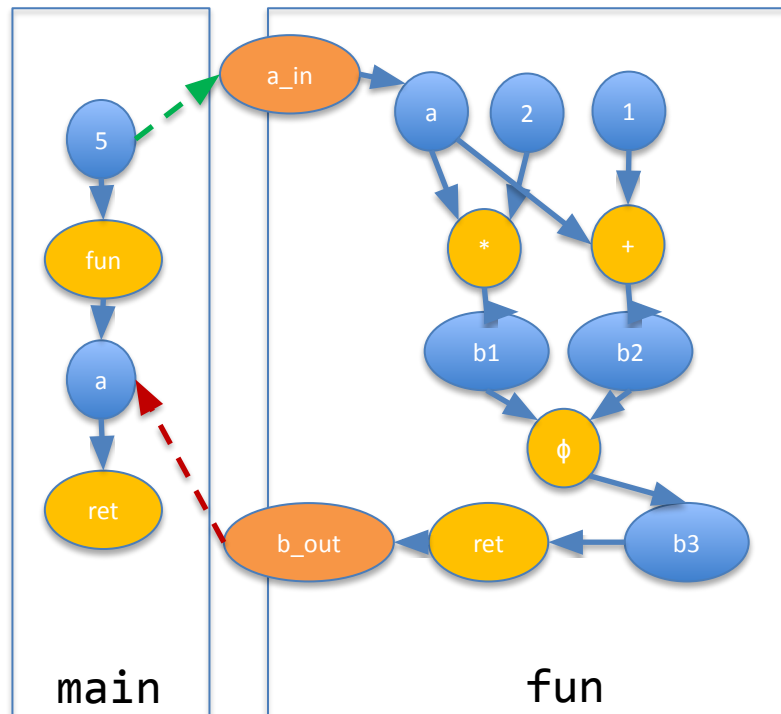 a_in
a
2
1
5
fun
*
+
a
b1
b2
ϕ
ret
b_out
ret
b3
main
fun